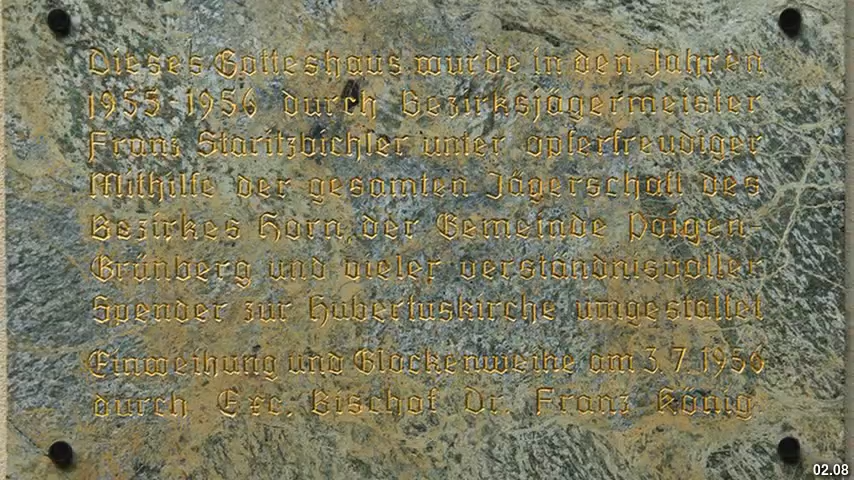 Dieses Gotteshaus wurde in den Jahren
1955-1956 durch Bezirksjägermeister
Franz Staritzbichler unter opferfreudiger
Mithilfe der gesamten Jägerschaft des
Bezirkes Horn, der Gemeinde Poigen-
Grünberg und vieler verständnisvoller
Spender zur Hubertuskirche umgestaltet
Einweihung und Glockenweihe am 3.7.1956
durch Exc. Bischof Dr. Franz König.
02.08